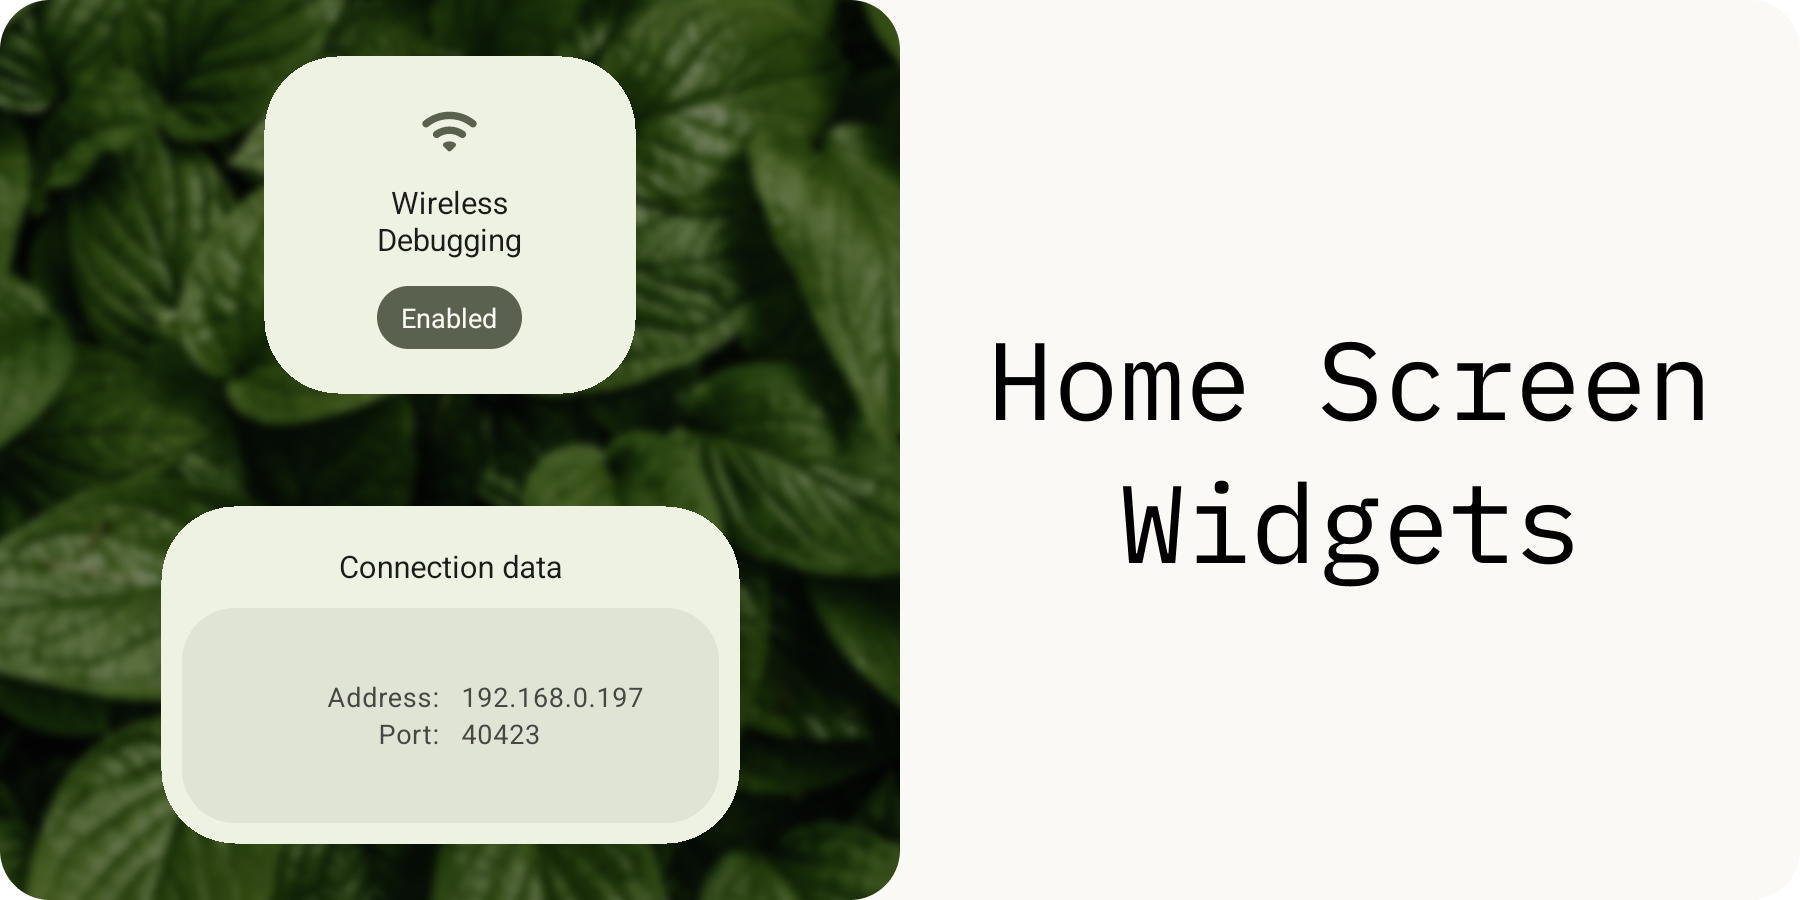 Wireless
Debugging
Enabled
Connection data
Address: 192.168.0.197
Port: 40423
Home Screen
Widgets